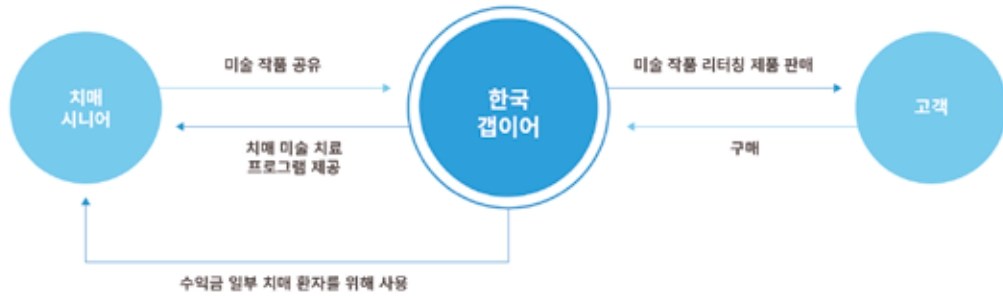 치매
시니어
미술 작품 공유
치매 미술 치료
프로그램 제공
한국
갭이어
미술 작품 리터칭 제품 판매
구매
고객
수익금 일부 치매 환자를 위해 사용